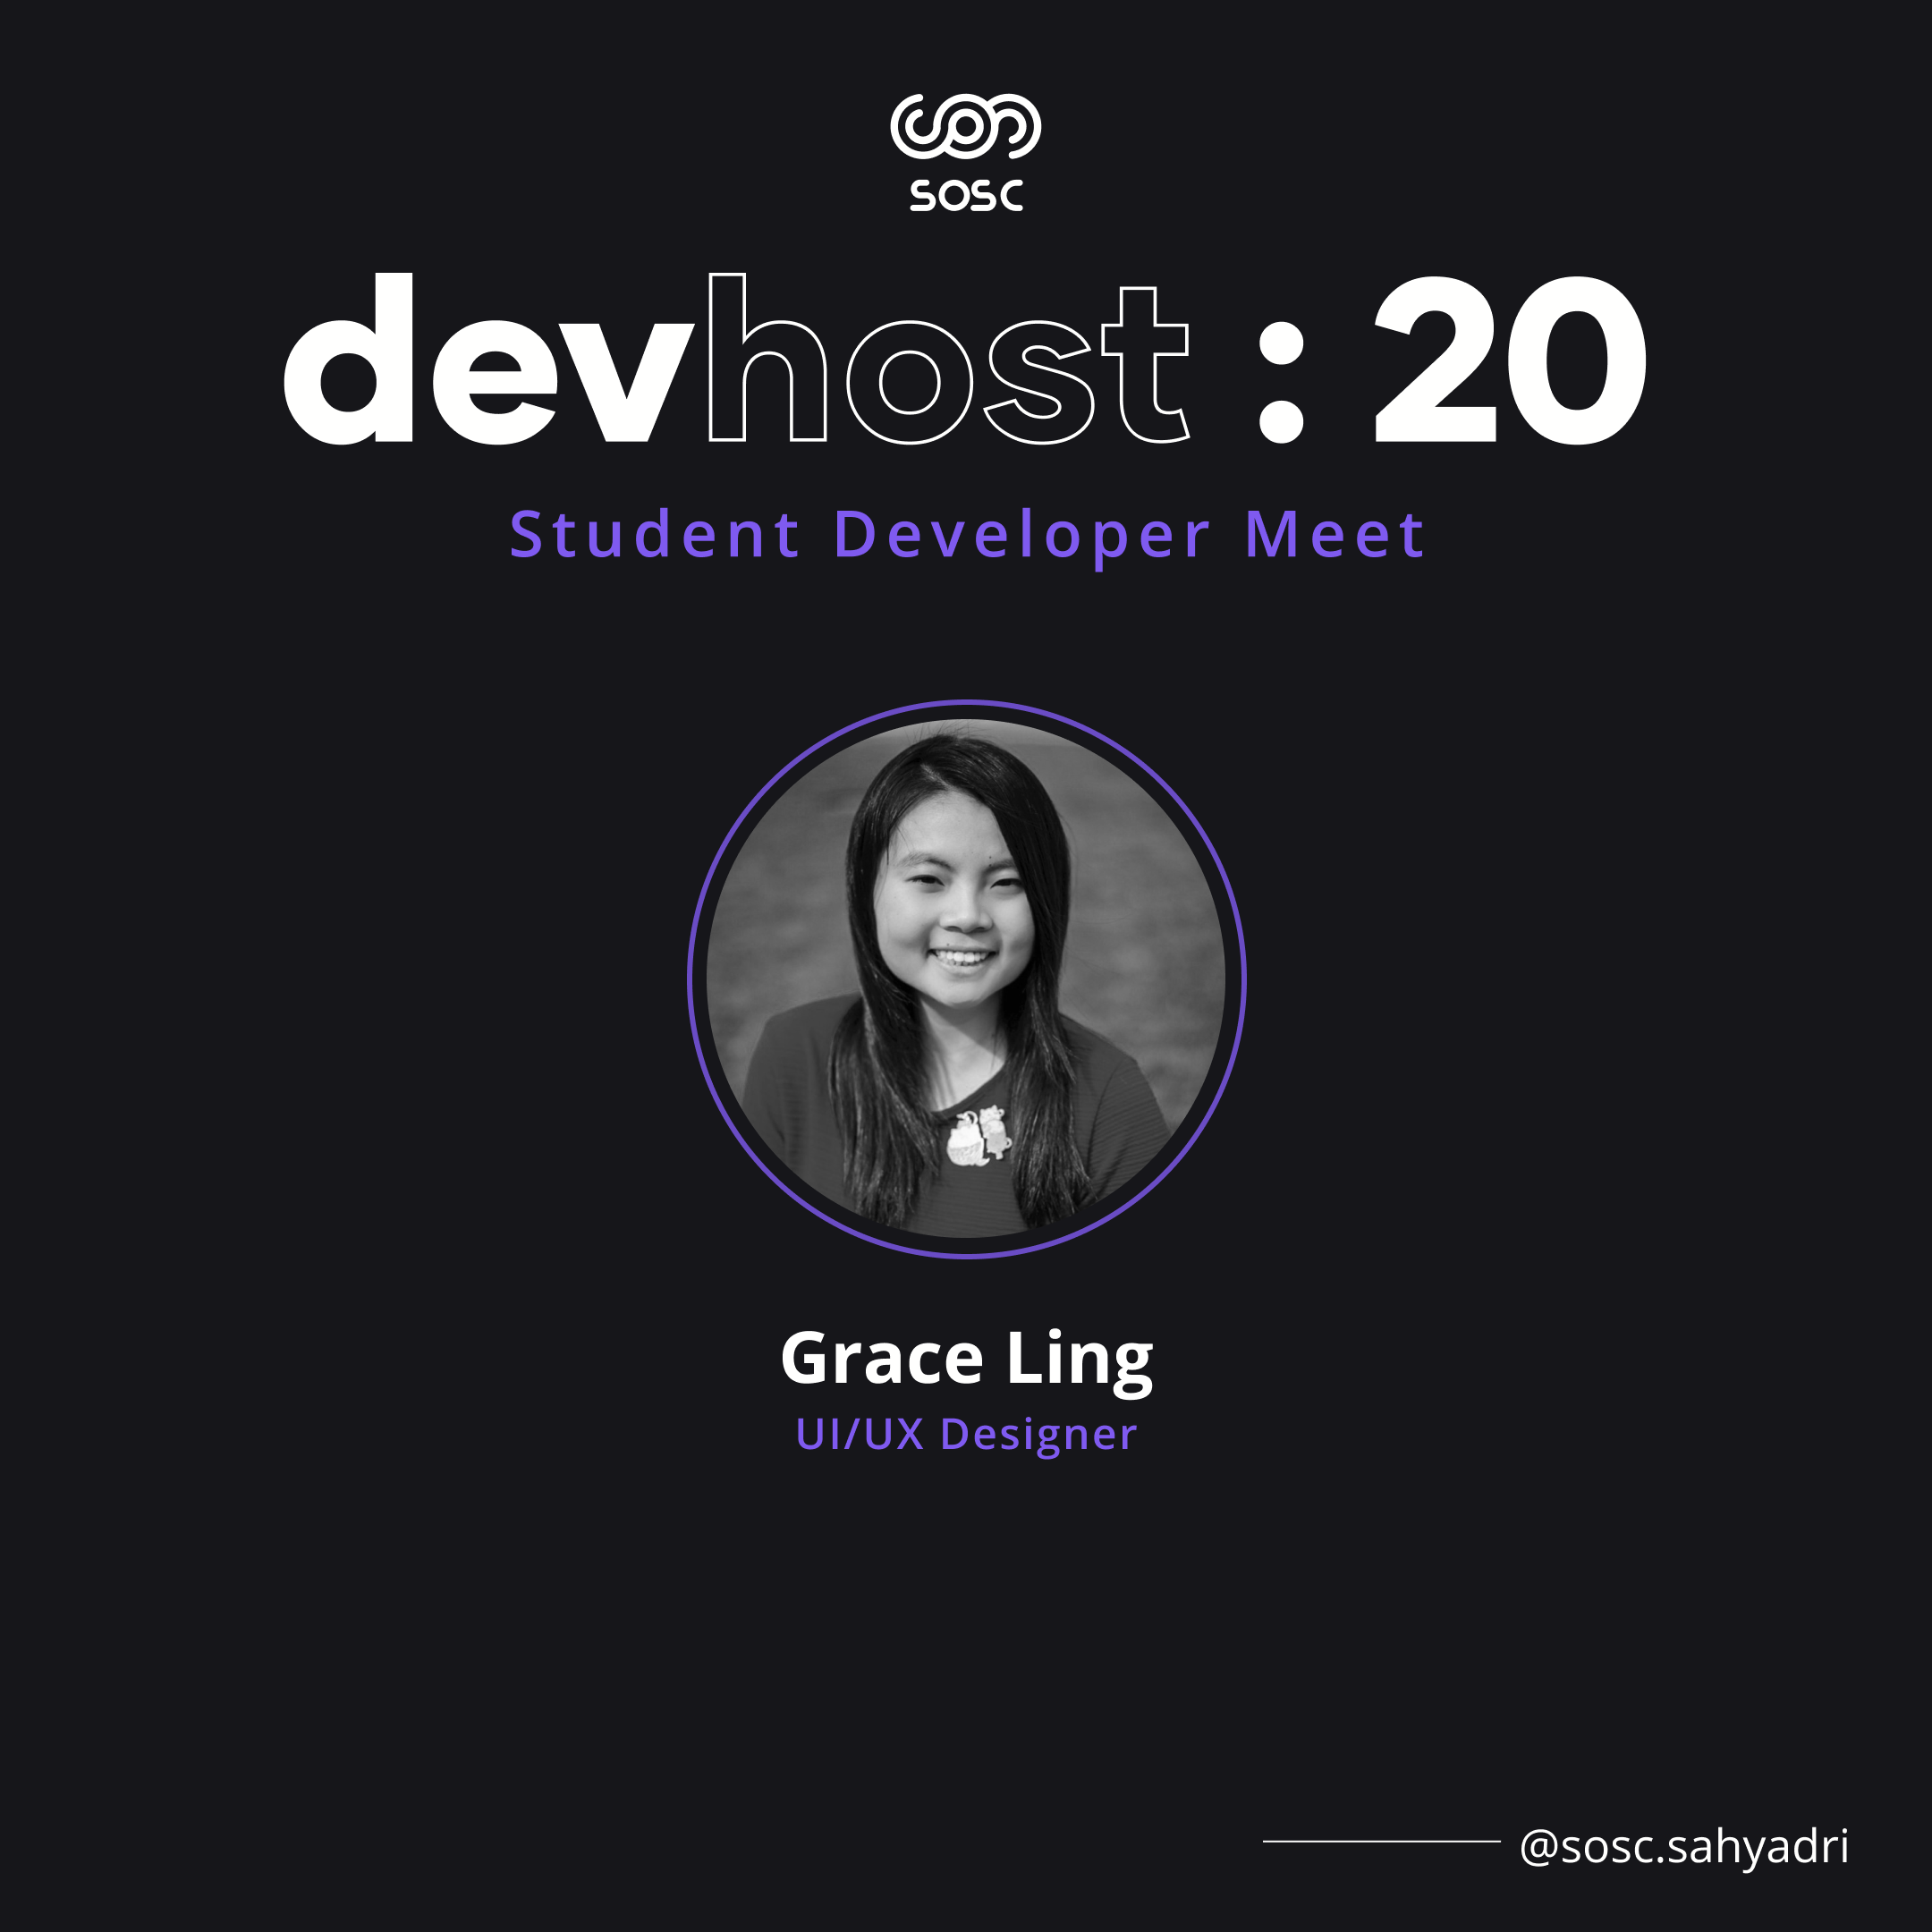 sosc
devhost : 20
Student Developer Meet
Grace Ling
UI/UX Designer
@sosc.sahyadri